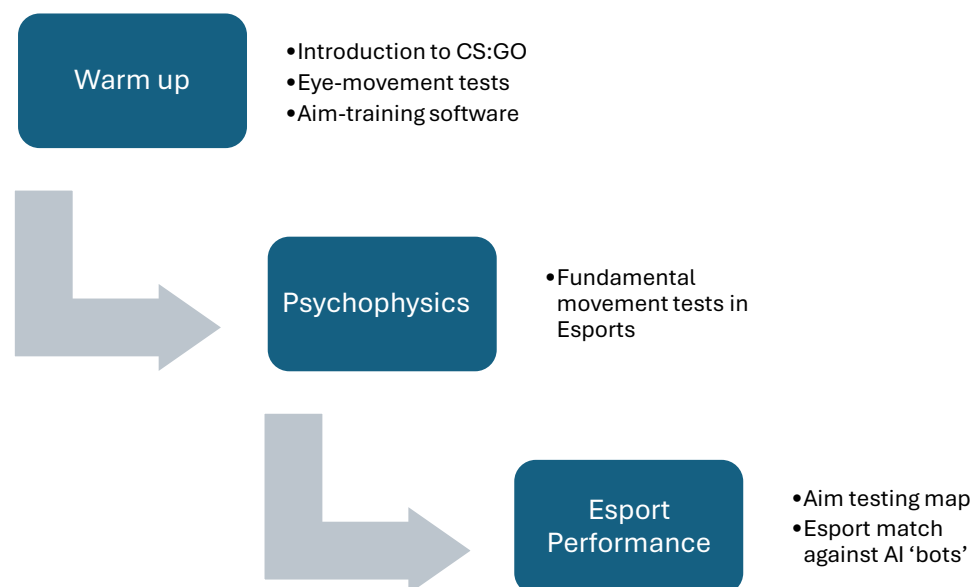 Warm up
•Introduction to CS:GO
•Eye-movement tests
•Aim-training software
Psychophysics
•Fundamental
movement tests in
Esports
Esport
Performance
•Aim testing map
•Esport match
against AI ‘bots’